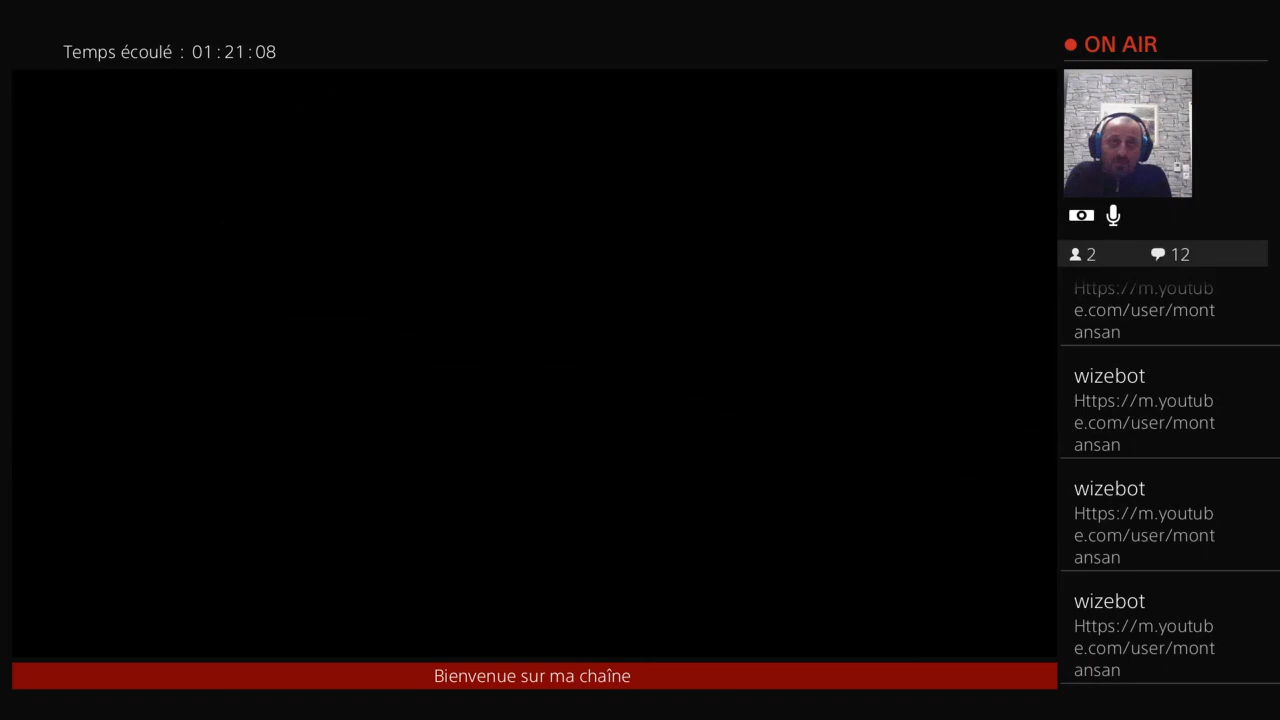 Temps écoulé : 01:21:08
ON AIR
2 12
Https://m.youtub
e.com/user/mont
ansan
wizebot
Https://m.youtub
e.com/user/mont
ansan
wizebot
Https://m.youtub
e.com/user/mont
ansan
wizebot
Https://m.youtub
e.com/user/mont
ansan
Bienvenue sur ma chaîne